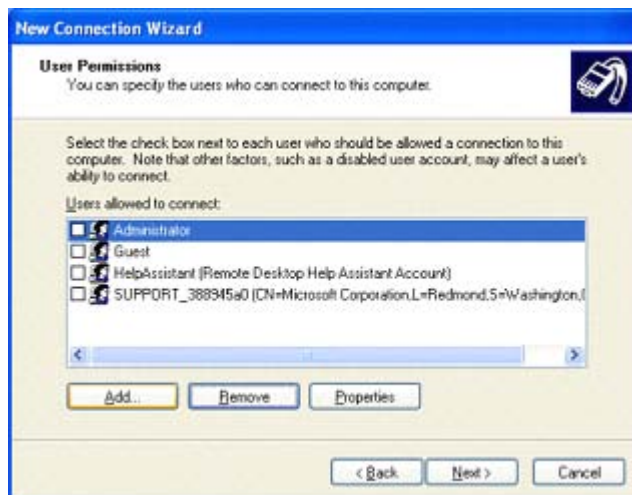 New Connection Wizard
User Permissions
You can specify the users who can connect to this computer.
Select the check box next to each user who should be allowed a connection to this
computer. Note that other factors, such as a disabled user account, may affect a user's
ability to connect.
Users allowed to connect:
Administrator
Guest
HelpAssistant (Remote Desktop Help Assistant Account)
SUPPORT_388945a0 (CN=Microsoft Corporation,L=Redmond,S=Washington,
Add... Remove Properties
< Back Next > Cancel